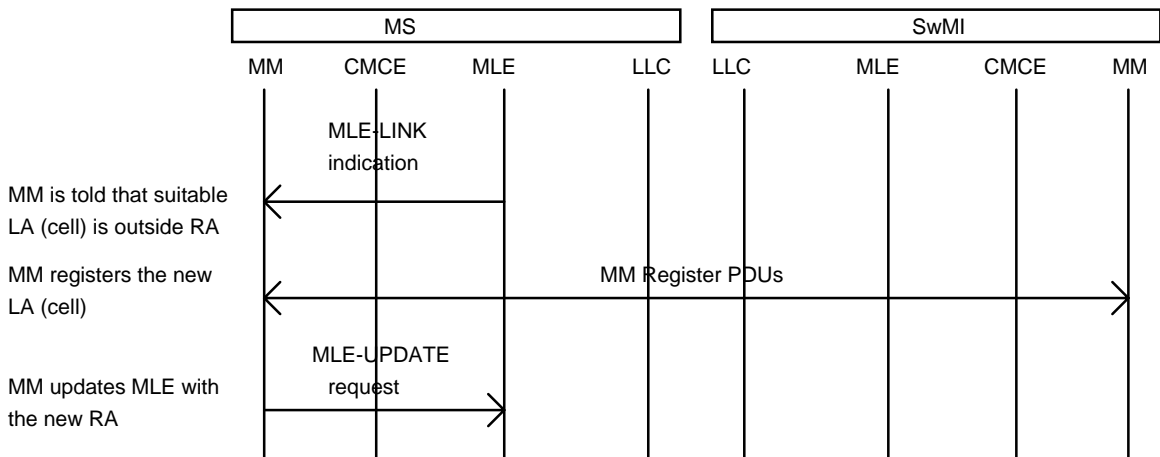 MS SwMI
MM CMCE MLE LLC LLC MLE CMCE MM
MLE-LINK
indication
MM is told that suitable
LA (cell) is outside RA
MM registers the new
LA (cell)
MM Register PDUs
MLE-UPDATE
request
MM updates MLE with
the new RA